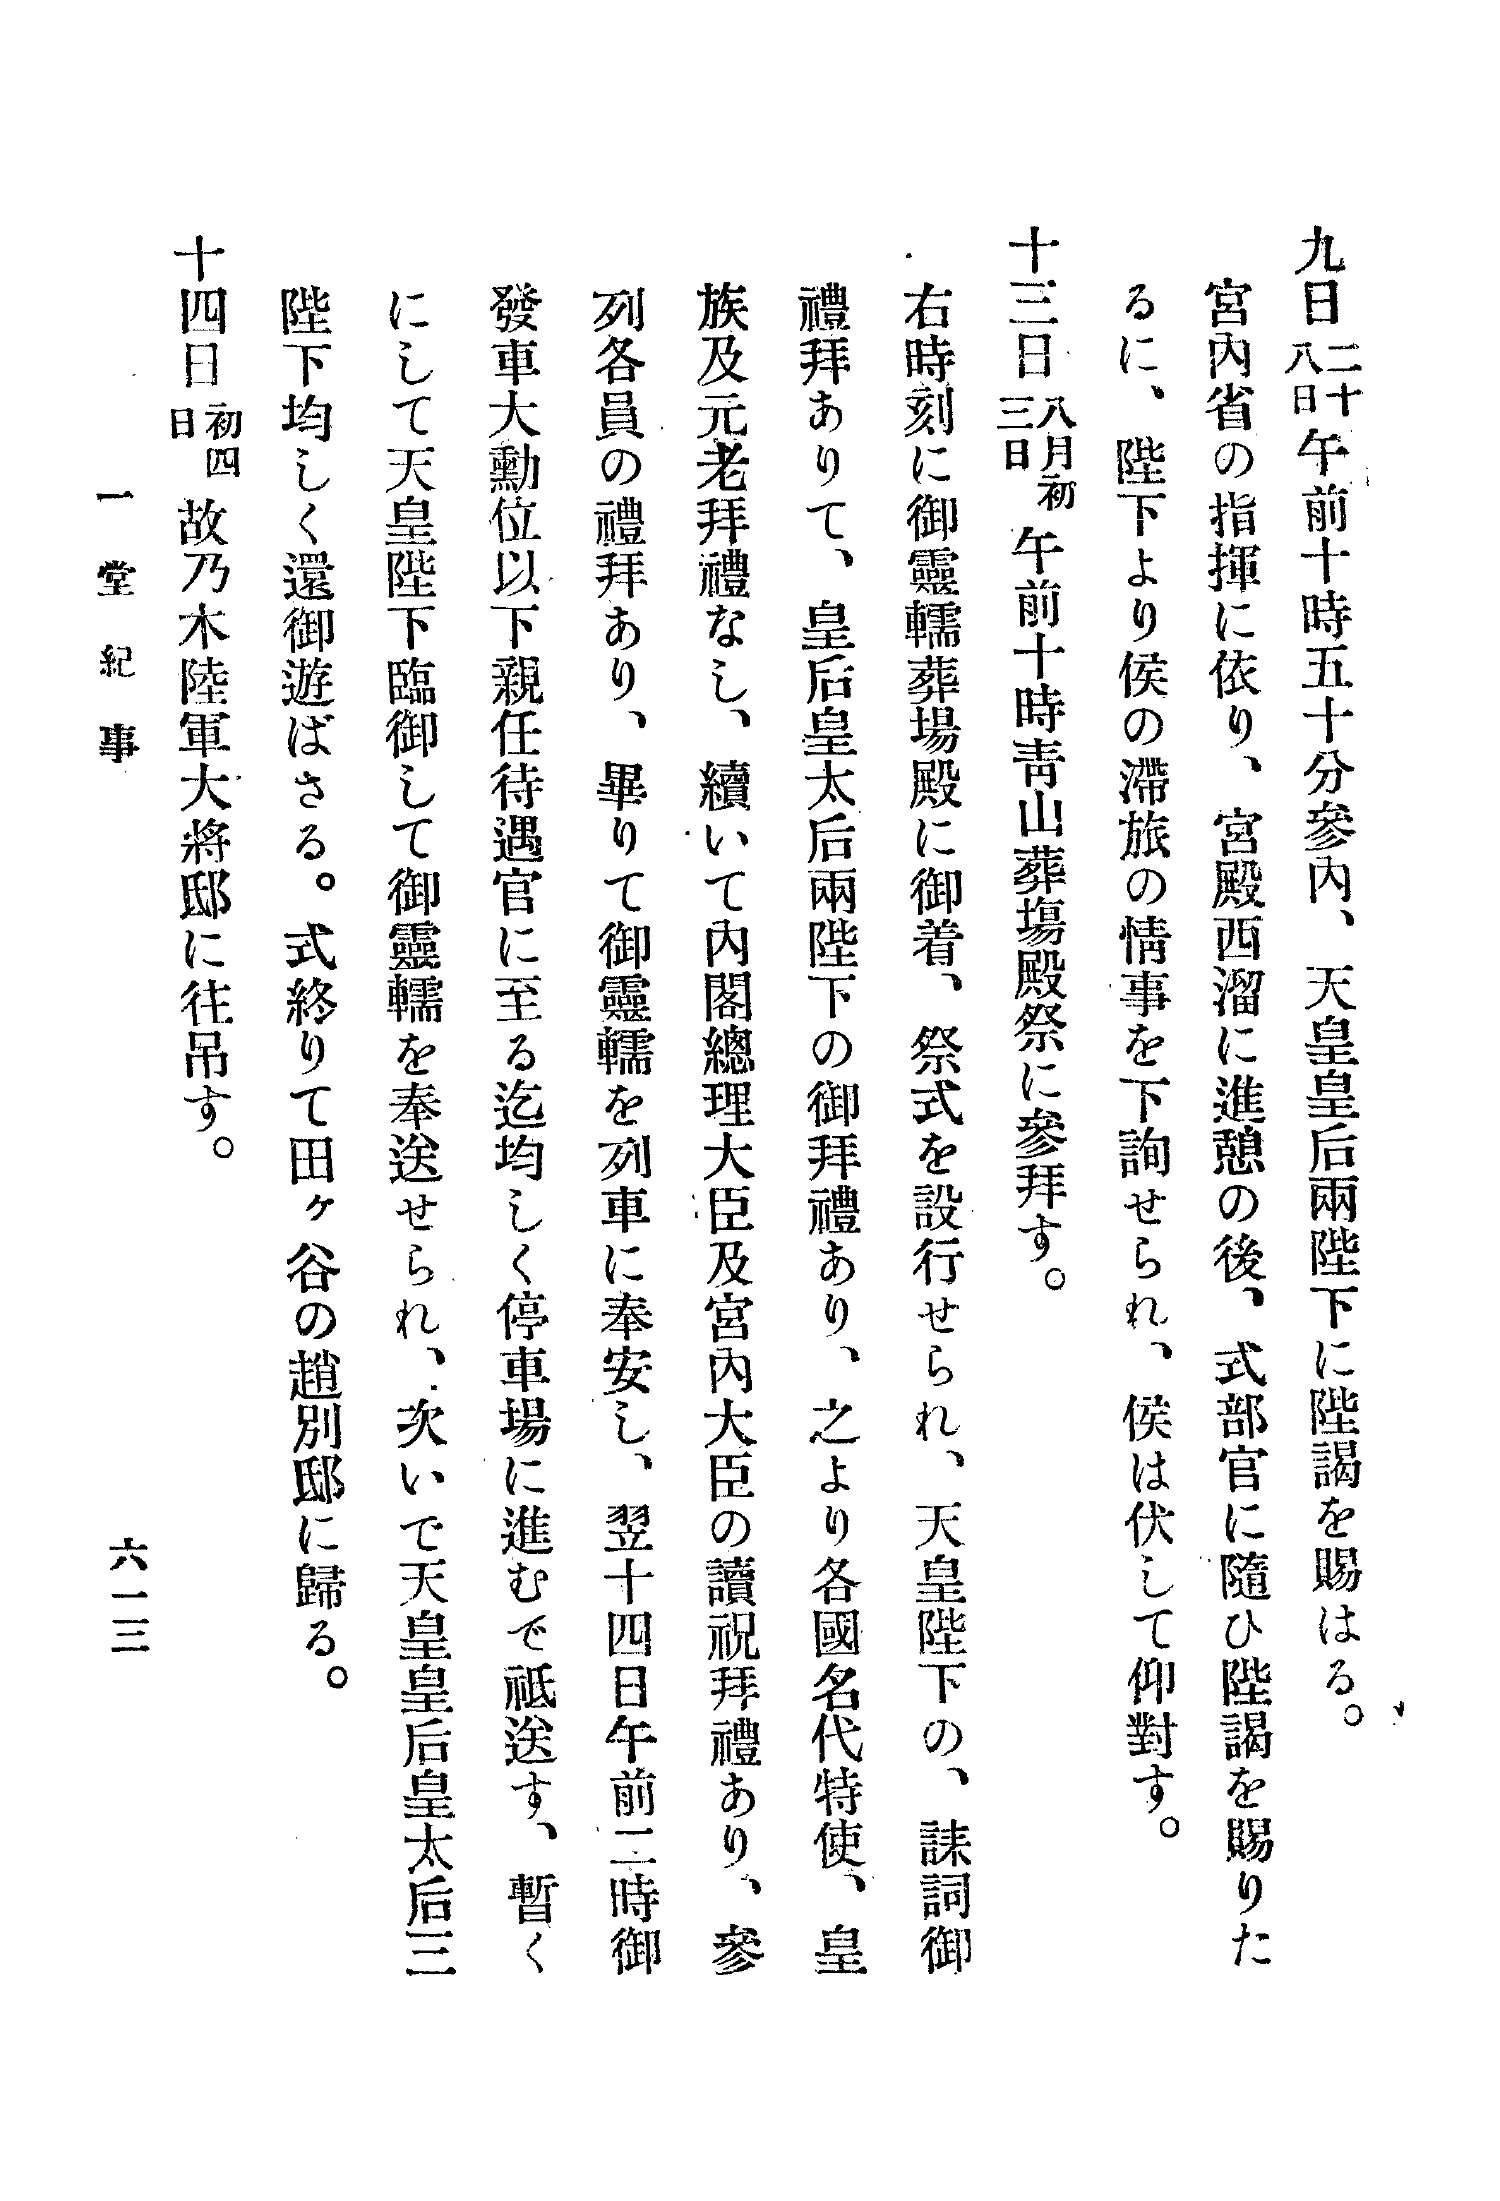 九日二十八日午前十時五十分參內、天皇皇后兩陛下に陛謁を賜はる。
宮內省の指揮に依り、宮殿西溜に進憩の後、式部官に隨ひ陛謁を賜りた
るに、陛下より侯の滯旅の情事を下詢せられ、侯は伏して仰對す。
十三日八月初三日午前十時靑山葬場殿祭に參拜す。
右時刻に御靈轜葬場殿に御着、祭式を設行せられ、天皇陛下の、誄詞御
禮拜ありて、皇后皇太后兩陛下の御拜禮あり、之より各國名代特使、皇
族及元老拜禮なし、續いて內閣總理大臣及宮內大臣の讀祝拜禮あり、參
列各員の禮拜あり、畢りて御靈轜を列車に奉安し、翌十四日午前二時御
發車大勳位以下親任待遇官に至る迄均しく停車場に進むで祗送す、暫く
にして天皇陛下臨御して御靈轜を奉送せられ、次いで天皇皇后皇太后三
陛下均しく還御遊ばさる。式終りて田ヶ谷の趙別邸に歸る。
十四日初四日故乃木陸軍大將邸に往吊す。
一堂紀事
六一三